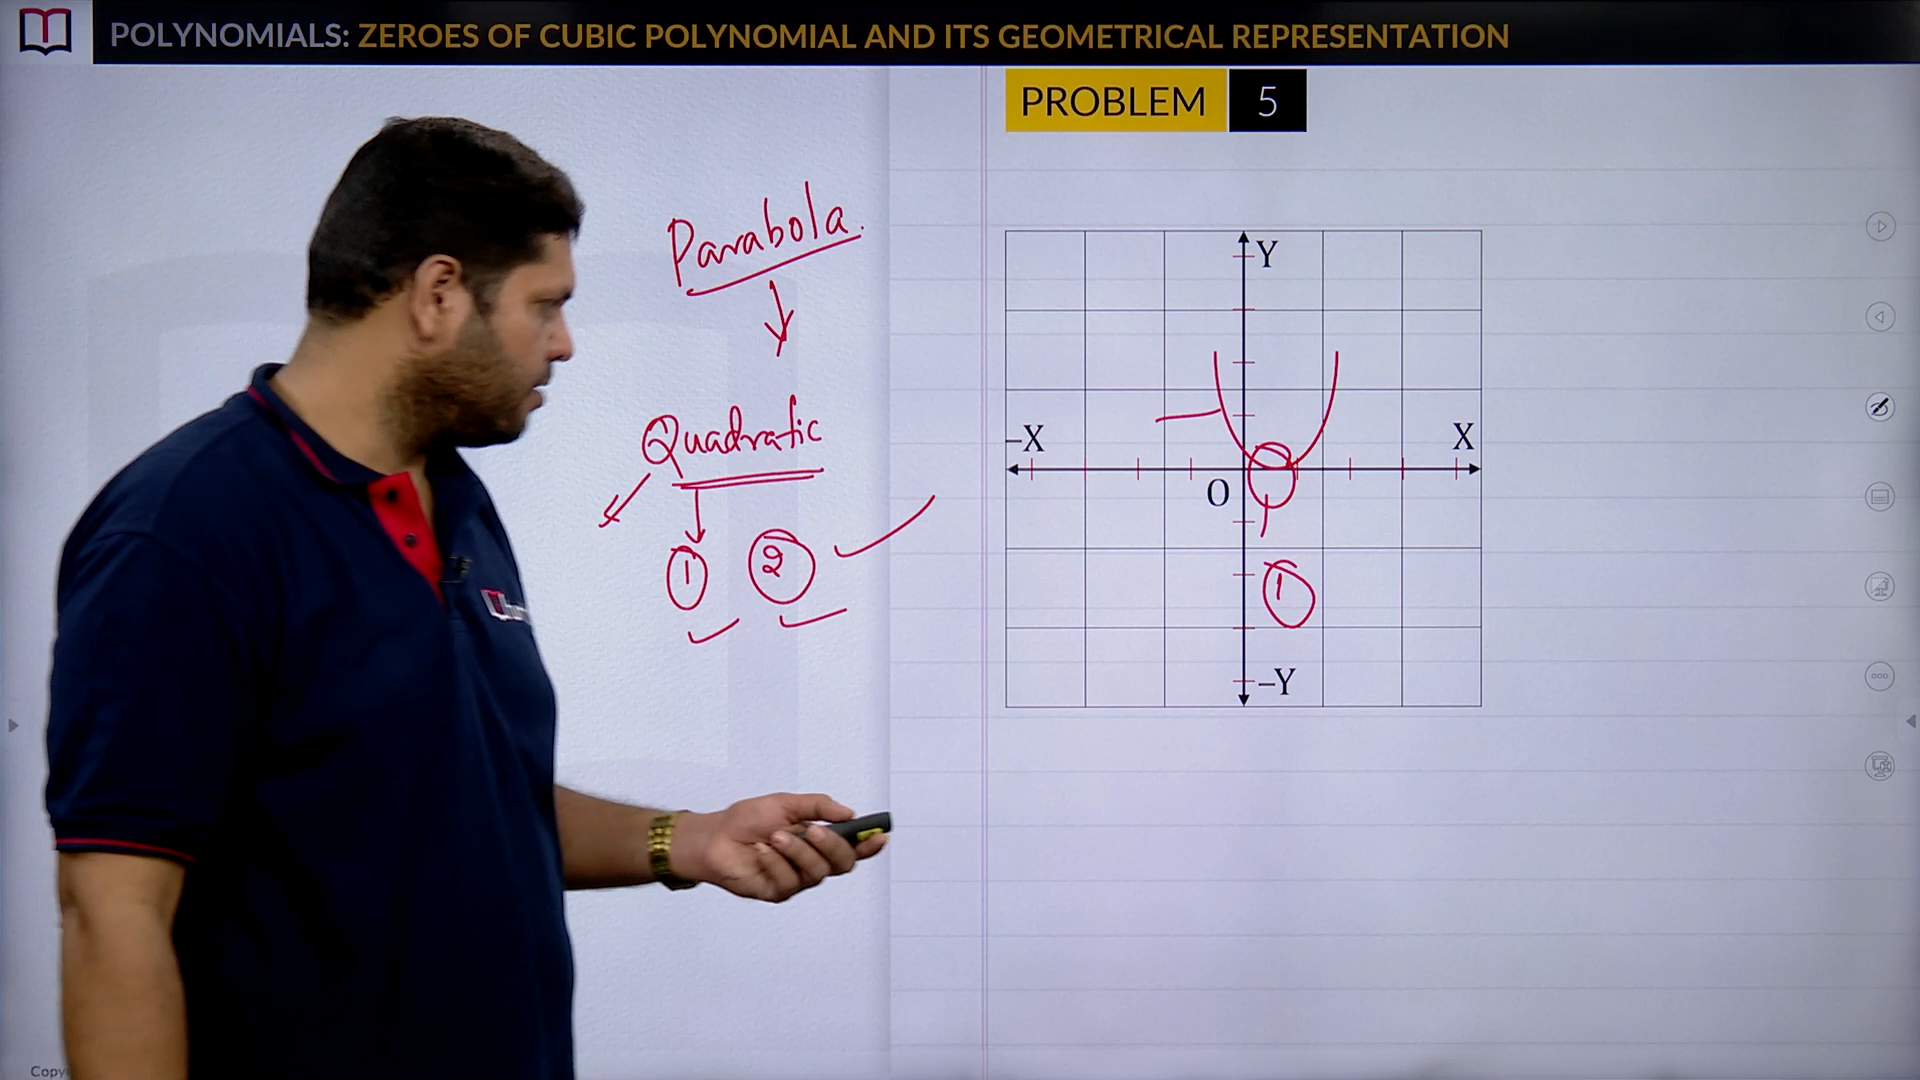 POLYNOMIALS: ZEROES OF CUBIC POLYNOMIAL AND ITS GEOMETRICAL REPRESENTATION
PROBLEM 5
Parabola.
Quadratic
1 2
Y
-X X
O
1
-Y